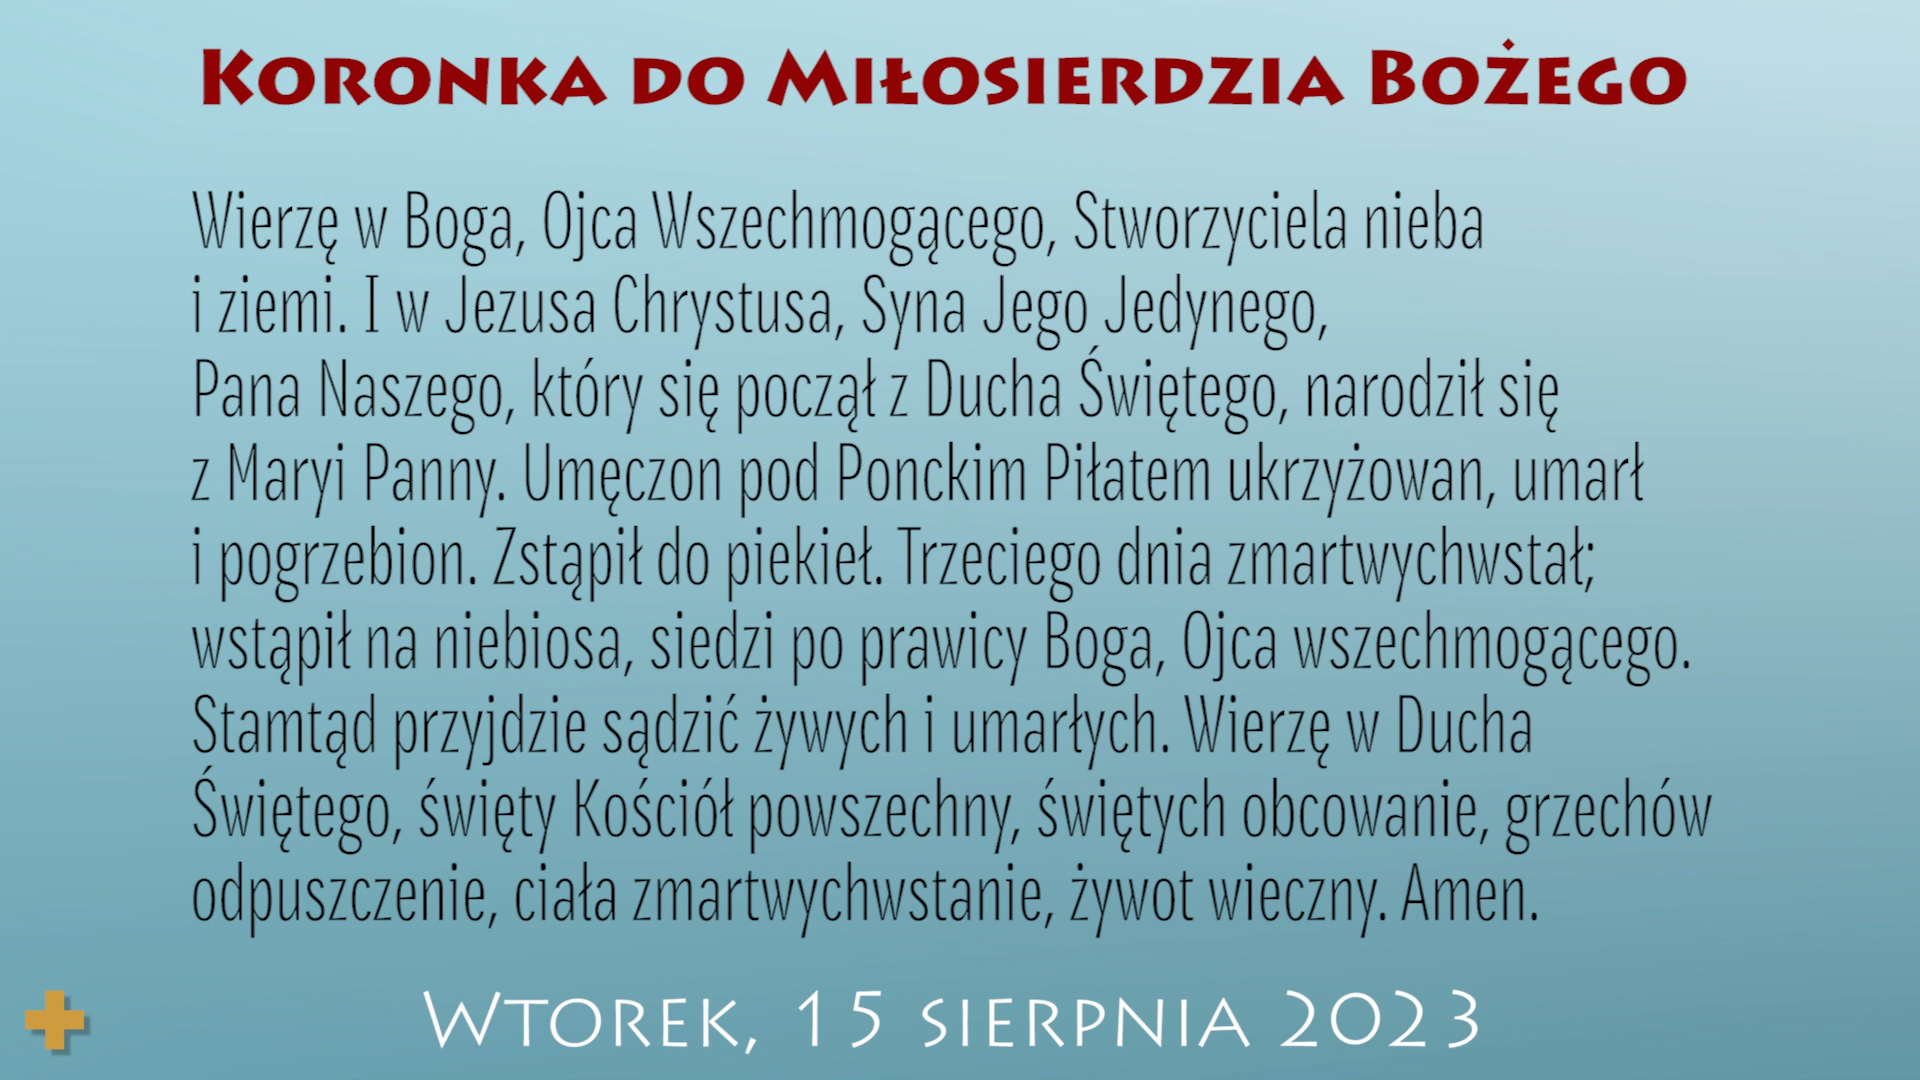 Koronka do Miłosierdzia Bożego
Wierzę w Boga, Ojca Wszechmogącego, Stworzyciela nieba
i ziemi. I w Jezusa Chrystusa, Syna Jego Jedynego,
Pana Naszego, który się począł z Ducha Świętego, narodził się
z Maryi Panny. Umęczon pod Ponckim Piłatem ukrzyżowan, umarł
i pogrzebion. Zstąpił do piekieł. Trzeciego dnia zmartwychwstał;
wstąpił na niebiosa, siedzi po prawicy Boga, Ojca wszechmogącego.
Stamtąd przyjdzie sądzić żywych i umarłych. Wierzę w Ducha
Świętego, święty Kościół powszechny, świętych obcowanie, grzechów
odpuszczenie, ciała zmartwychwstanie, żywot wieczny. Amen.
Wtorek, 15 sierpnia 2023